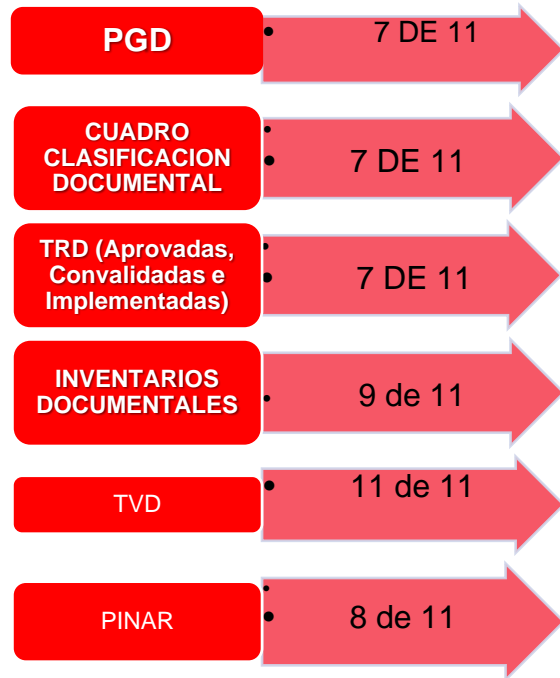 PGD
• 7 DE 11
CUADRO
CLASIFICACION
DOCUMENTAL
•
• 7 DE 11
TRD (Aprovadas,
Convalidadas e
Implementadas)
•
• 7 DE 11
INVENTARIOS
DOCUMENTALES
• 9 de 11
TVD
• 11 de 11
PINAR
•
• 8 de 11